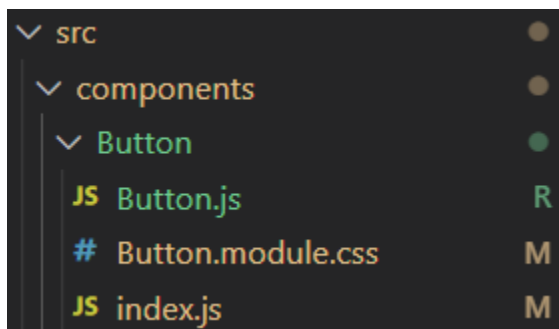 src
components
Button
JS Button.js R
# Button.module.css M
JS index.js M